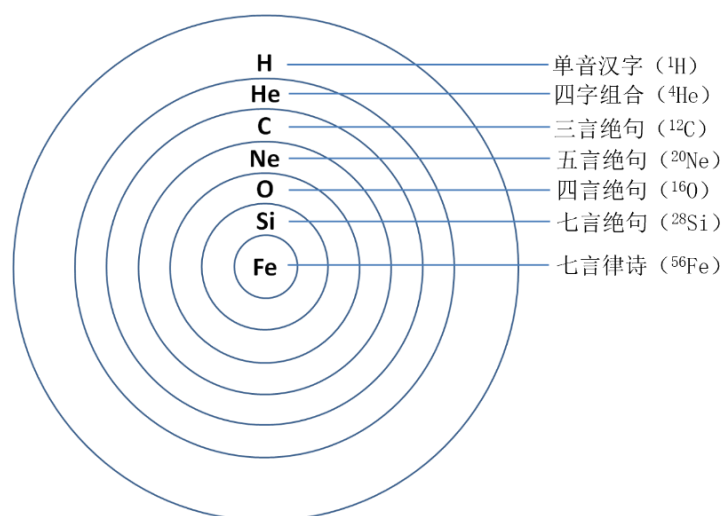 H 单音汉字（¹H）
He 四字组合（⁴He）
C 三言绝句（¹²C）
Ne 五言绝句（²⁰Ne）
O 四言绝句（¹⁶O）
Si 七言绝句（²⁸Si）
Fe 七言律诗（⁵⁶Fe）